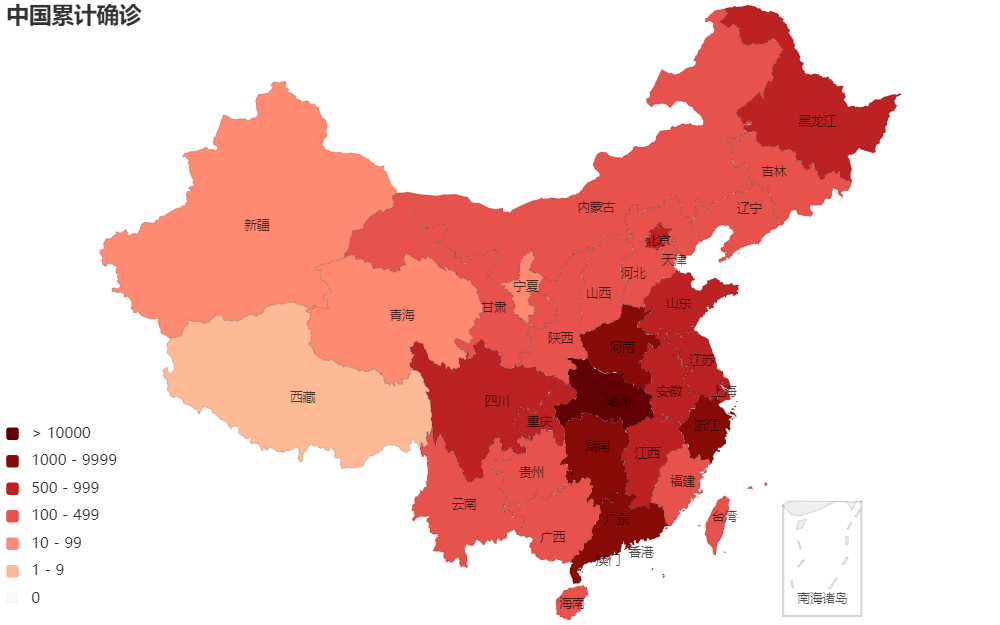 中国累计确诊
黑龙江
吉林
辽宁
内蒙古
新疆
北京
天津
河北
宁夏
山西
山东
甘肃
青海
陕西
河南
江苏
西藏
四川
湖北
安徽
上海
重庆
浙江
湖南
江西
贵州
福建
云南
广东
台湾
广西
香港
澳门
海南
南海诸岛
> 10000
1000 - 9999
500 - 999
100 - 499
10 - 99
1 - 9
0